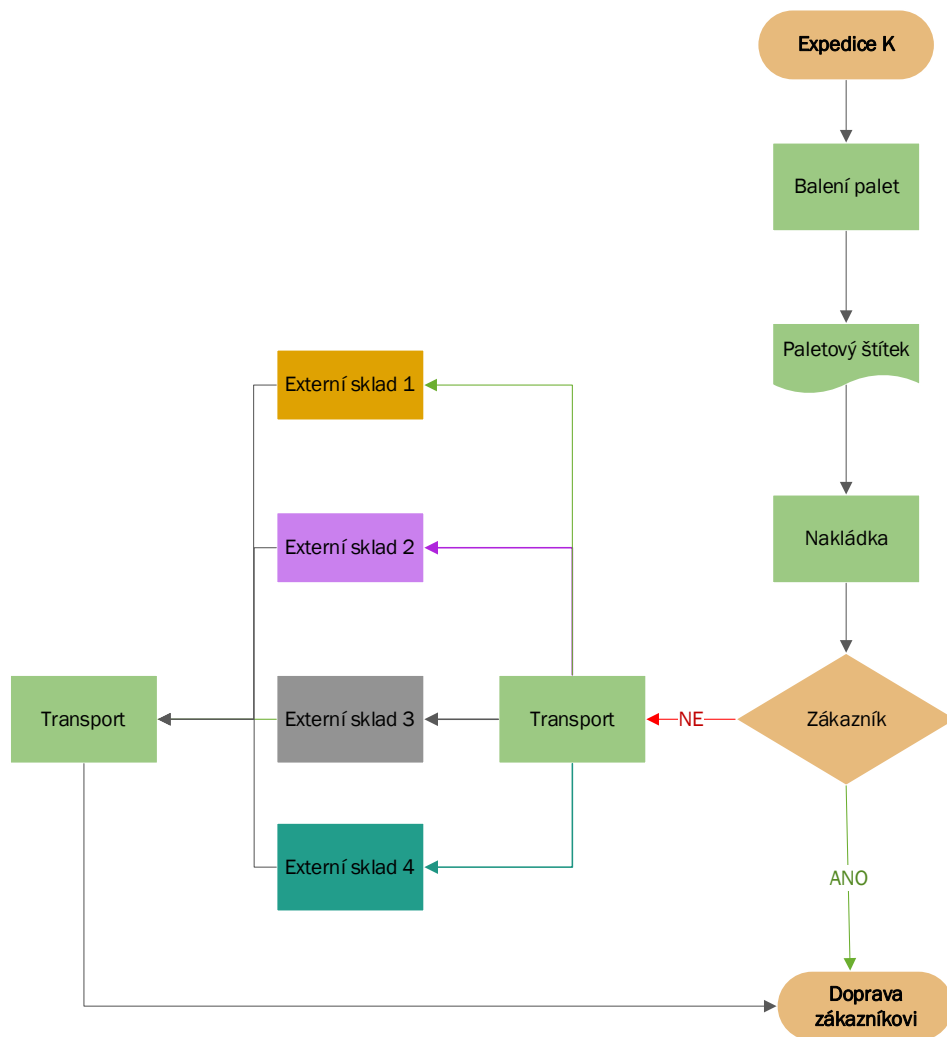 Expedice K
Balení palet
Paletový štítek
Externí sklad 1
Nakládka
Externí sklad 2
Transport
Externí sklad 3
Transport
NE
Zákazník
Externí sklad 4
ANO
Doprava
zákazníkovi